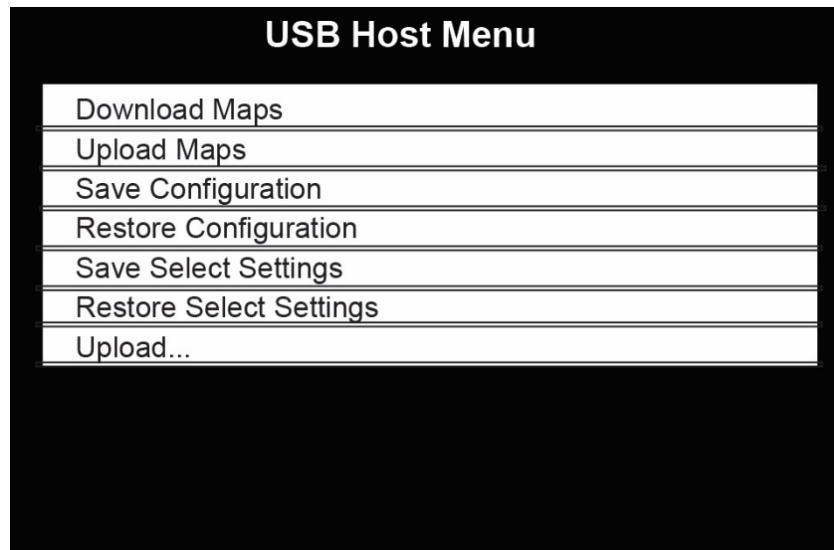 USB Host Menu
Download Maps
Upload Maps
Save Configuration
Restore Configuration
Save Select Settings
Restore Select Settings
Upload...